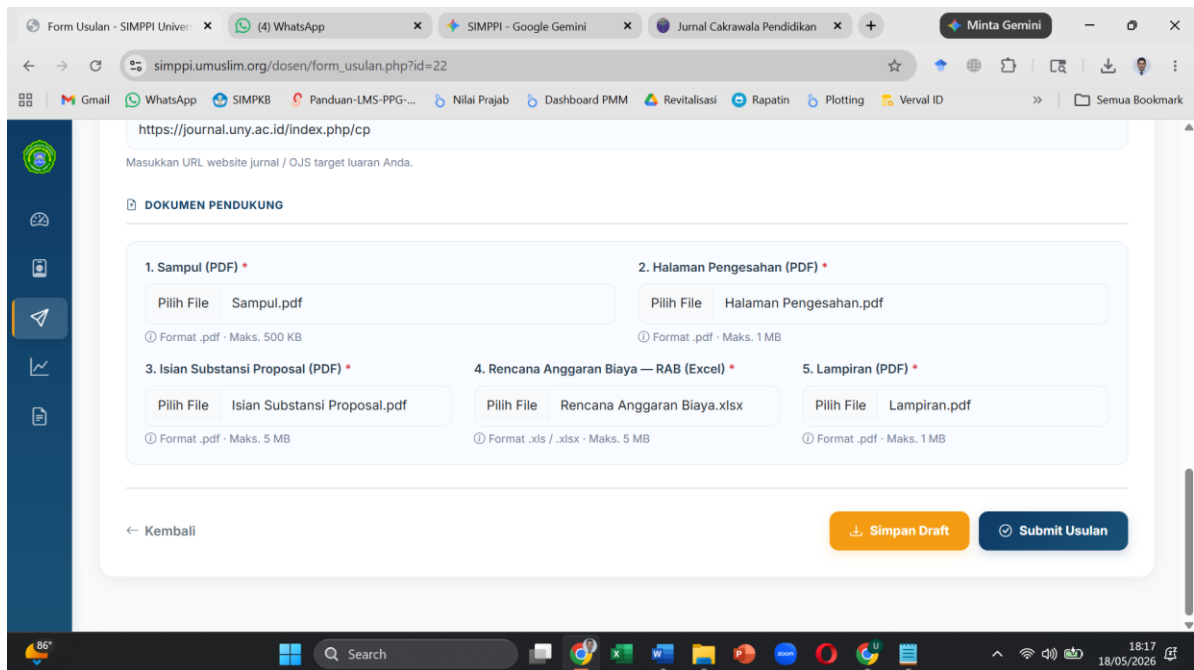 Form Usulan - SIMPPI Univer
(4) WhatsApp
SIMPPI - Google Gemini
Jurnal Cakrawala Pendidikan
Minta Gemini
simppi.umuslim.org/dosen/form_usulan.php?id=22
Gmail
WhatsApp
SIMPKB
Panduan-LMS-PPG-...
Nilai Prajab
Dashboard PMM
Revitalisasi
Rapatin
Plotting
Verval ID
»
Semua Bookmark
https://journal.uny.ac.id/index.php/cp
Masukkan URL website jurnal / OJS target luaran Anda.
DOKUMEN PENDUKUNG
1. Sampul (PDF) *
2. Halaman Pengesahan (PDF) *
Pilih File Sampul.pdf
Pilih File Halaman Pengesahan.pdf
Format .pdf · Maks. 500 KB
Format .pdf · Maks. 1 MB
3. Isian Substansi Proposal (PDF) *
4. Rencana Anggaran Biaya — RAB (Excel) *
5. Lampiran (PDF) *
Pilih File Isian Substansi Proposal.pdf
Pilih File Rencana Anggaran Biaya.xlsx
Pilih File Lampiran.pdf
Format .pdf · Maks. 5 MB
Format .xls / .xlsx · Maks. 5 MB
Format .pdf · Maks. 1 MB
← Kembali
Simpan Draft
Submit Usulan
86°
Search
zoom
18:17
18/05/2026